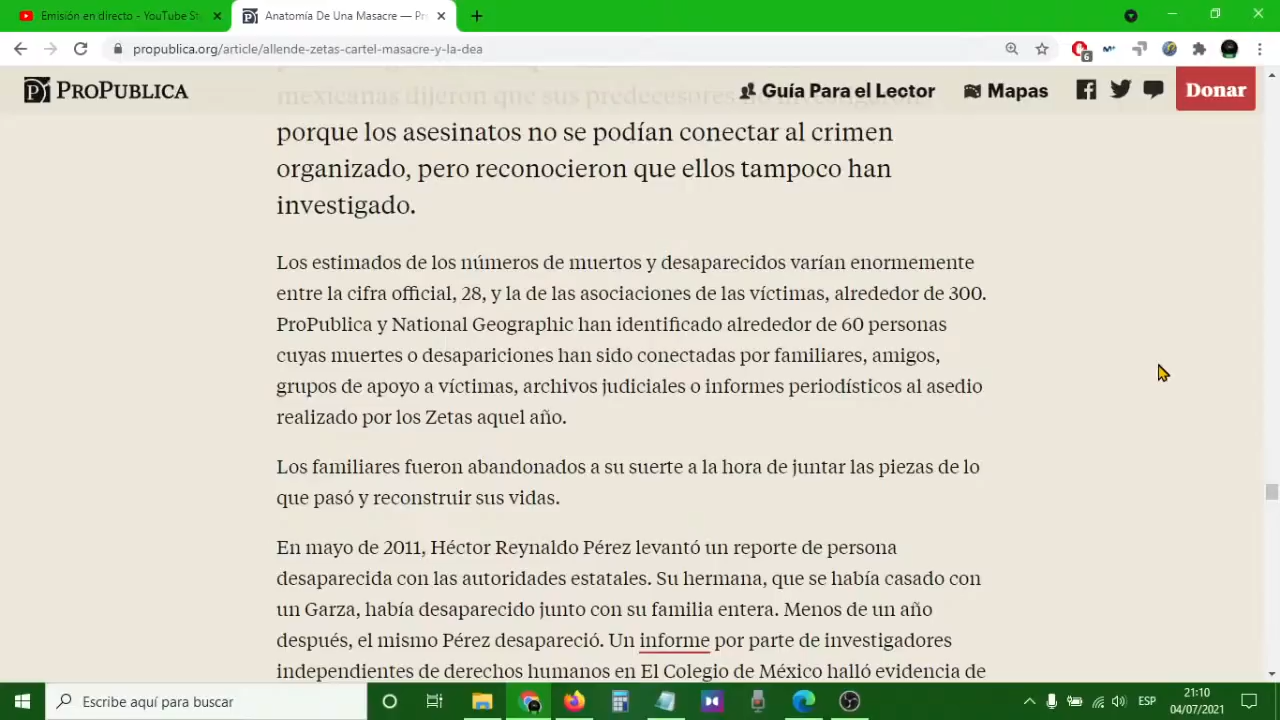 Emisión en directo - YouTube St
Anatomía De Una Masacre — Pr
propublica.org/article/allende-zetas-cartel-masacre-y-la-dea
6
PROPUBLICA
Guía Para el Lector
Mapas
Donar
mexicanas dijeron que sus predecesores no investigaron
porque los asesinatos no se podían conectar al crimen
organizado, pero reconocieron que ellos tampoco han
investigado.
Los estimados de los números de muertos y desaparecidos varían enormemente
entre la cifra official, 28, y la de las asociaciones de las víctimas, alrededor de 300.
ProPublica y National Geographic han identificado alrededor de 60 personas
cuyas muertes o desapariciones han sido conectadas por familiares, amigos,
grupos de apoyo a víctimas, archivos judiciales o informes periodísticos al asedio
realizado por los Zetas aquel año.
Los familiares fueron abandonados a su suerte a la hora de juntar las piezas de lo
que pasó y reconstruir sus vidas.
En mayo de 2011, Héctor Reynaldo Pérez levantó un reporte de persona
desaparecida con las autoridades estatales. Su hermana, que se había casado con
un Garza, había desaparecido junto con su familia entera. Menos de un año
después, el mismo Pérez desapareció. Un informe por parte de investigadores
independientes de derechos humanos en El Colegio de México halló evidencia de
Escribe aquí para buscar
ESP
21:10
04/07/2021